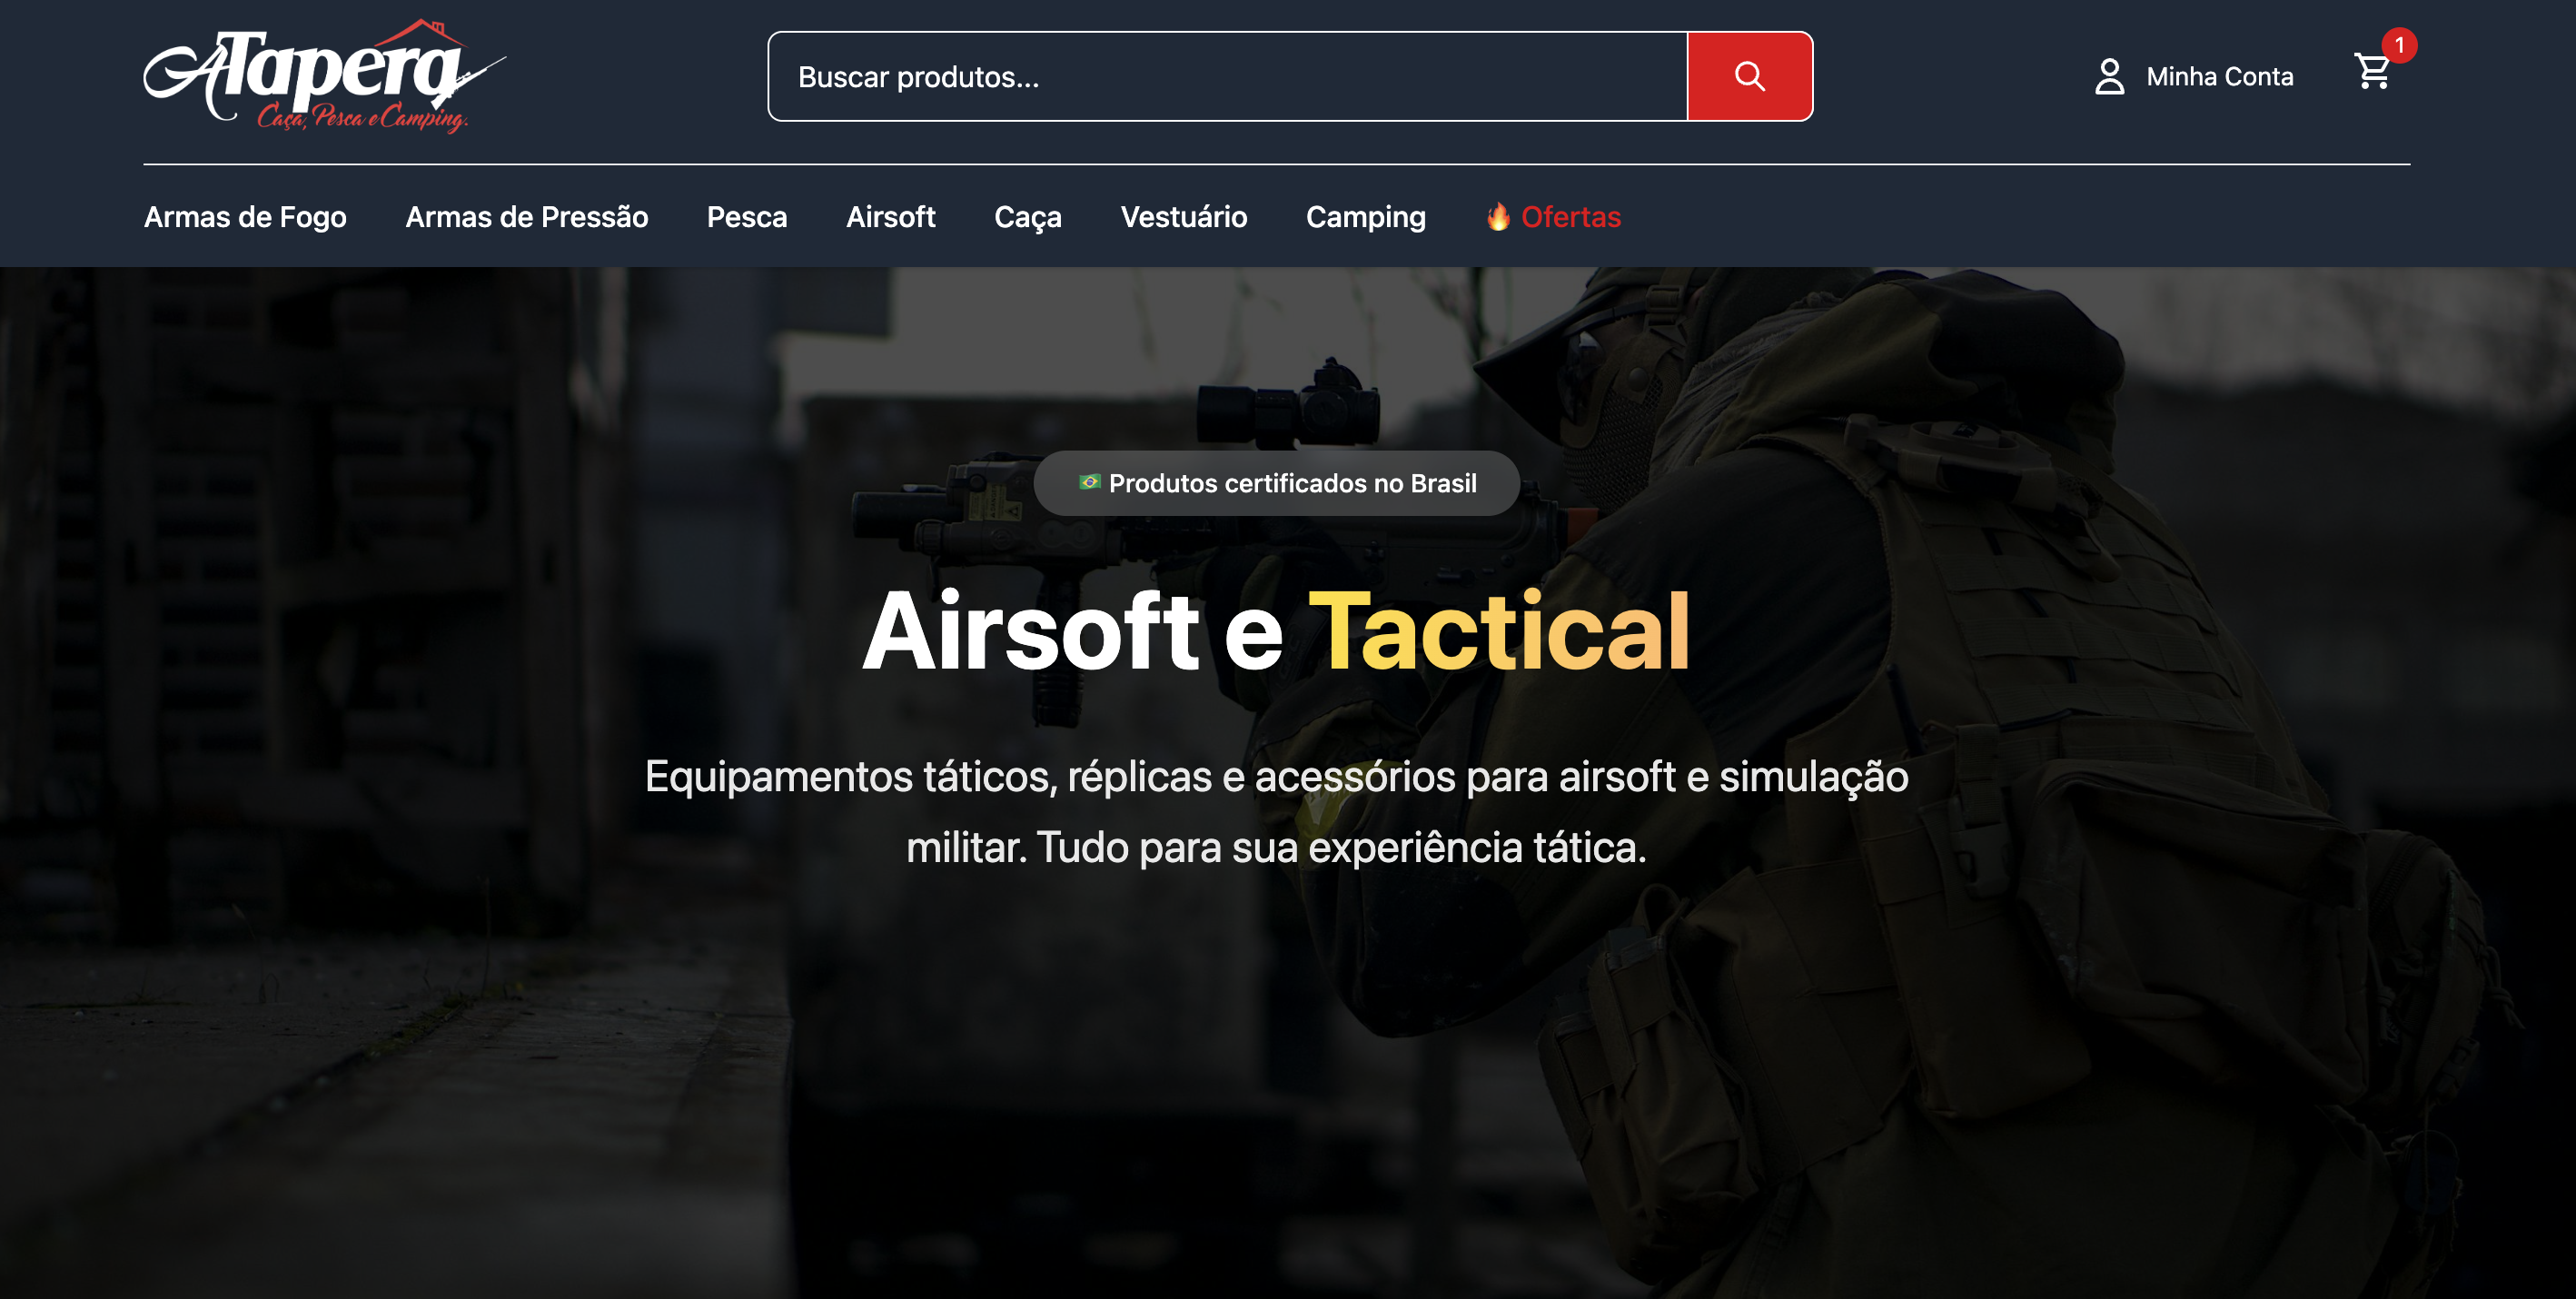 A Tapera
Caça, Pesca e Camping.
Buscar produtos...
Minha Conta
1
Armas de Fogo
Armas de Pressão
Pesca
Airsoft
Caça
Vestuário
Camping
🔥 Ofertas
🇧🇷 Produtos certificados no Brasil
Airsoft e Tactical
Equipamentos táticos, réplicas e acessórios para airsoft e simulação
militar. Tudo para sua experiência tática.